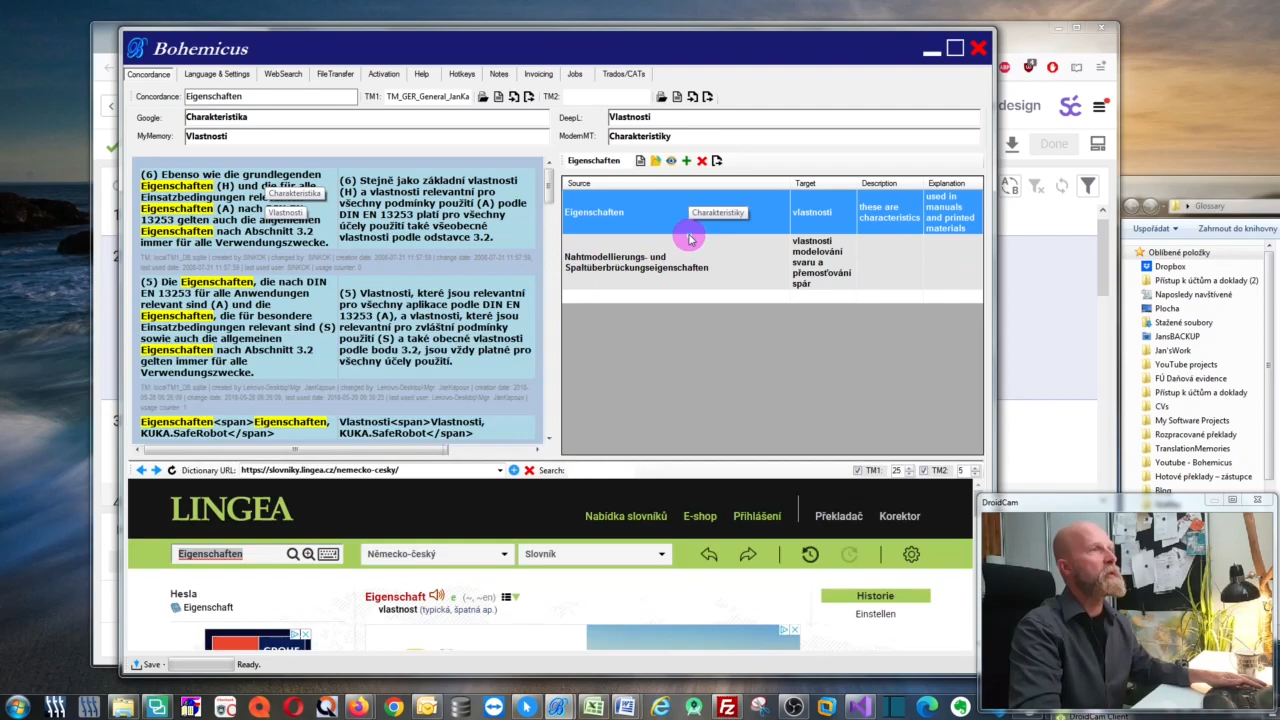 Bohemicus
Concordance
Language & Settings
WebSearch
FileTransfer
Activation
Help
Hotkeys
Notes
Invoicing
Jobs
Trados/CATs
Concordance: Eigenschaften
TM1: TM_GER_General_JanKa
TM2:
Google: Charakteristika
DeepL: Vlastnosti
MyMemory: Vlastnosti
ModernMT: Charakteristiky
(6) Ebenso wie die grundlegenden
Eigenschaften (H) und die für alle
Einsatzbedingungen
Eigenschaften (A) nach DIN EN
13253 gelten auch die allgemeinen
Eigenschaften nach Abschnitt 3.2
immer für alle Verwendungszwecke.
Charakteristika
Vlastnosti
(6) Stejně jako základní vlastnosti
(H) a vlastnosti relevantní pro
všechny podmínky použití (A) podle
DIN EN 13253 platí pro všechny
účely použití také všeobecné
vlastnosti podle odstavce 3.2.
(5) Die Eigenschaften, die nach DIN
EN 13253 für alle Anwendungen
relevant sind (A) und die
Eigenschaften, die für besondere
Einsatzbedingungen relevant sind (S)
sowie auch die allgemeinen
Eigenschaften nach Abschnitt 3.2
gelten immer für alle
Verwendungszwecke.
(5) Vlastnosti, které jsou relevantní
pro všechny aplikace podle DIN EN
13253 (A), a vlastnosti, které jsou
relevantní pro zvláštní podmínky
použití (S) a také obecné vlastnosti
podle bodu 3.2, jsou vždy platné pro
všechny účely použití.
usage counter: 1
Eigenschaften<span>Eigenschaften,
KUKA.SafeRobot</span>
Vlastnosti<span>Vlastnosti,
KUKA.SafeRobot</span>
Eigenschaften
Source
Target
Description
Explanation
Eigenschaften
Charakteristiky
vlastnosti
these are
characteristics
used in
manuals
and printed
materials
Nahtmodellierungs- und
Spaltüberbrückungseigenschaften
vlastnosti
modelování
svaru a
přemosťování
spár
Dictionary URL: https://slovniky.lingea.cz/nemecko-cesky/
Search:
TM1: 25
TM2: 5
LINGEA
Nabídka slovníků
E-shop
Přihlášení
Překladač
Korektor
Eigenschaften
Německo-český
Slovník
Hesla
Eigenschaft
Eigenschaft e (~, ~en)
vlastnost (typická, špatná ap.)
Historie
Einstellen
Save
Ready.
design
Done
Glossary
Uspořádat
Zahrnout do knihovny
Oblíbené položky
Dropbox
Přístup k účtům a doklady (2)
Naposledy navštívené
Plocha
Stažené soubory
JansBACKUP
Jan'sWork
YouTube projects
FÚ Daňová evidence
Přístup k účtům a doklady
CVs
My Software Projects
Rozpracované překlady
TranslationMemories
Youtube - Bohemicus
Hotové překlady – zástupce
Blog
DroidCam
DroidCam Client